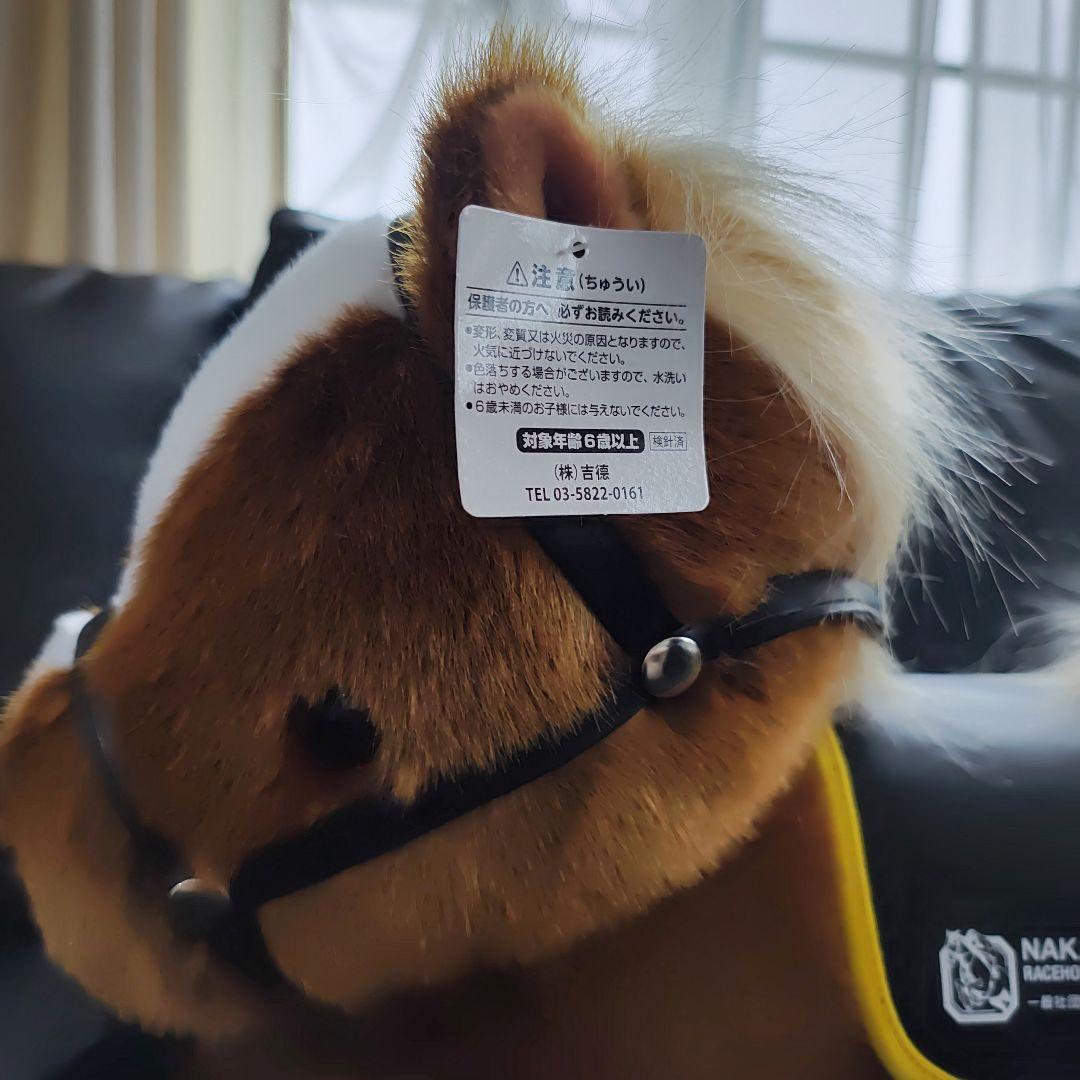 ⚠注意(ちゅうい)
保護者の方へ 必ずお読みください。
●変形、変質又は火災の原因となりますので、
火気に近づけないでください。
●色落ちする場合がございますので、水洗い
はおやめください。
●6歳未満のお子様には与えないでください。
対象年齢6歳以上 検針済
(株)吉德
TEL 03-5822-0161
NAK
RACEHO
一般社団